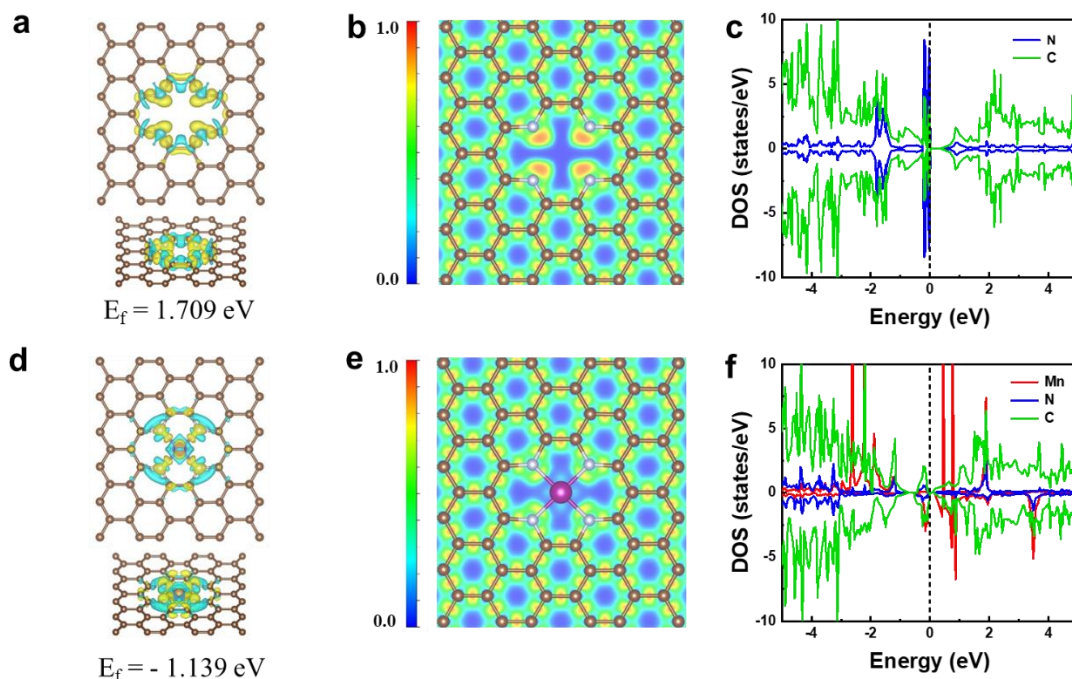 a
E_f = 1.709 eV
b
1.0
0.0
c
10
5
0
-5
-10
DOS (states/eV)
N
C
-4 -2 0 2 4
Energy (eV)
d
E_f = - 1.139 eV
e
1.0
0.0
f
10
5
0
-5
-10
DOS (states/eV)
Mn
N
C
-4 -2 0 2 4
Energy (eV)